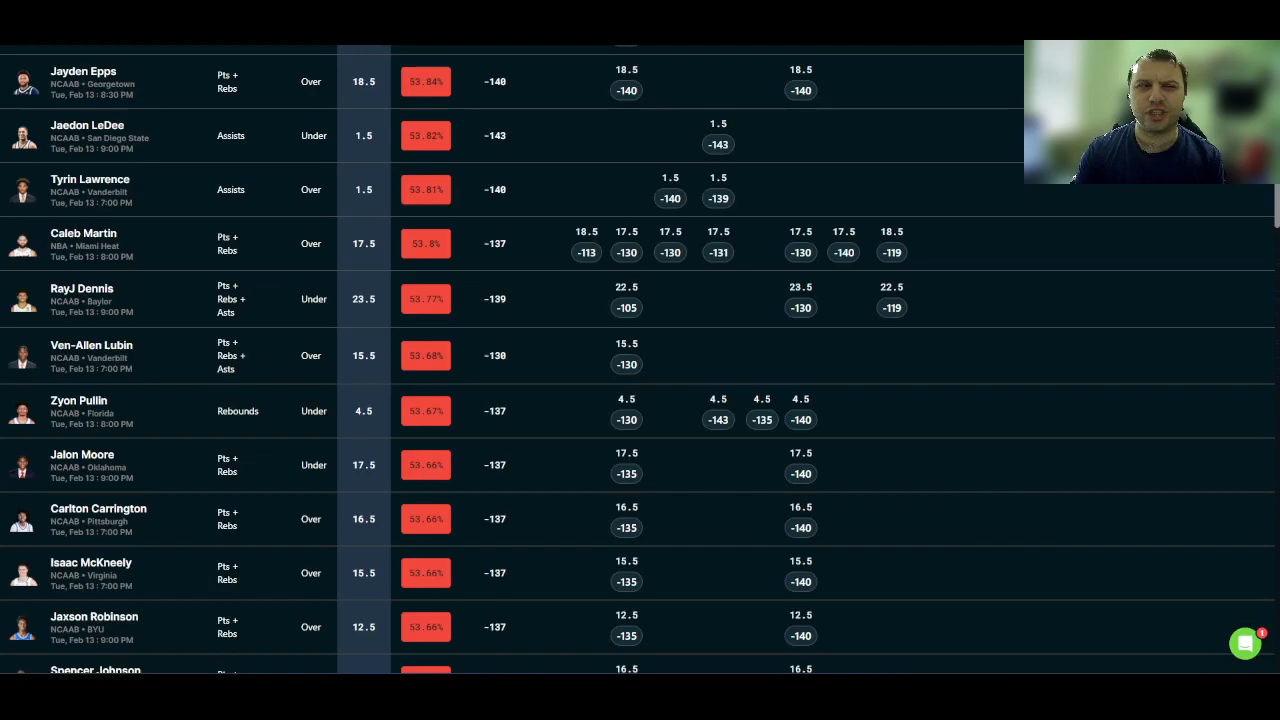 Jayden Epps
NCAAB • Georgetown
Tue, Feb 13 : 8:30 PM
Pts +
Rebs
Over
18.5
53.84%
-140
18.5
-140
18.5
-140
Jaedon LeDee
NCAAB • San Diego State
Tue, Feb 13 : 9:00 PM
Assists
Under
1.5
53.82%
-143
1.5
-143
Tyrin Lawrence
NCAAB • Vanderbilt
Tue, Feb 13 : 7:00 PM
Assists
Over
1.5
53.81%
-140
1.5
-140
1.5
-139
Caleb Martin
NBA • Miami Heat
Tue, Feb 13 : 8:00 PM
Pts +
Rebs
Over
17.5
53.8%
-137
18.5
-113
17.5
-130
17.5
-130
17.5
-131
17.5
-130
17.5
-140
18.5
-119
RayJ Dennis
NCAAB • Baylor
Tue, Feb 13 : 9:00 PM
Pts +
Rebs +
Asts
Under
23.5
53.77%
-139
22.5
-105
23.5
-130
22.5
-119
Ven-Allen Lubin
NCAAB • Vanderbilt
Tue, Feb 13 : 7:00 PM
Pts +
Rebs +
Asts
Over
15.5
53.68%
-130
15.5
-130
Zyon Pullin
NCAAB • Florida
Tue, Feb 13 : 8:00 PM
Rebounds
Under
4.5
53.67%
-137
4.5
-130
4.5
-143
4.5
-135
4.5
-140
Jalon Moore
NCAAB • Oklahoma
Tue, Feb 13 : 9:00 PM
Pts +
Rebs
Under
17.5
53.66%
-137
17.5
-135
17.5
-140
Carlton Carrington
NCAAB • Pittsburgh
Tue, Feb 13 : 7:00 PM
Pts +
Rebs
Over
16.5
53.66%
-137
16.5
-135
16.5
-140
Isaac McKneely
NCAAB • Virginia
Tue, Feb 13 : 7:00 PM
Pts +
Rebs
Over
15.5
53.66%
-137
15.5
-135
15.5
-140
Jaxson Robinson
NCAAB • BYU
Tue, Feb 13 : 9:00 PM
Pts +
Rebs
Over
12.5
53.66%
-137
12.5
-135
12.5
-140
Spencer Johnson
16.5
16.5
1